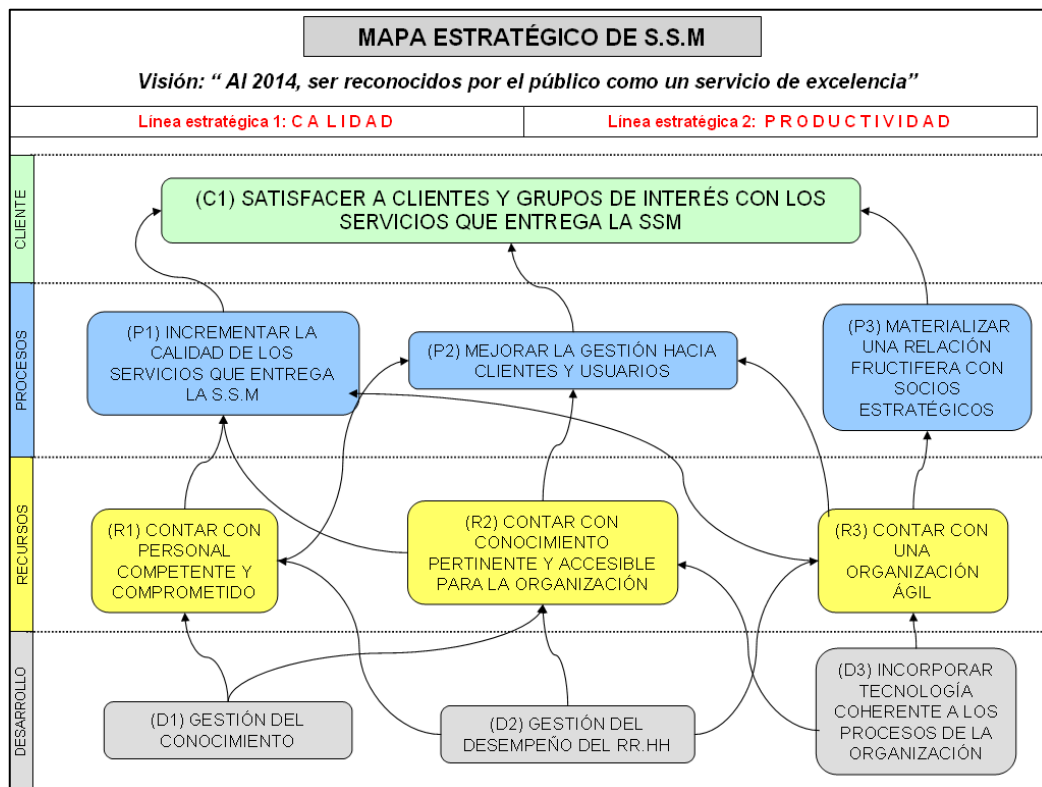 MAPA ESTRATÉGICO DE S.S.M
Visión: “ Al 2014, ser reconocidos por el público como un servicio de excelencia”
Línea estratégica 1: C A L I D A D
Línea estratégica 2: P R O D U C T I V I D A D
CLIENTE
(C1) SATISFACER A CLIENTES Y GRUPOS DE INTERÉS CON LOS
SERVICIOS QUE ENTREGA LA SSM
PROCESOS
(P1) INCREMENTAR LA
CALIDAD DE LOS
SERVICIOS QUE ENTREGA
LA S.S.M
(P2) MEJORAR LA GESTIÓN HACIA
CLIENTES Y USUARIOS
(P3) MATERIALIZAR
UNA RELACIÓN
FRUCTIFERA CON
SOCIOS
ESTRATÉGICOS
RECURSOS
(R1) CONTAR CON
PERSONAL
COMPETENTE Y
COMPROMETIDO
(R2) CONTAR CON
CONOCIMIENTO
PERTINENTE Y ACCESIBLE
PARA LA ORGANIZACIÓN
(R3) CONTAR CON
UNA
ORGANIZACIÓN
ÁGIL
DESARROLLO
(D1) GESTIÓN DEL
CONOCIMIENTO
(D2) GESTIÓN DEL
DESEMPEÑO DEL RR.HH
(D3) INCORPORAR
TECNOLOGÍA
COHERENTE A LOS
PROCESOS DE LA
ORGANIZACIÓN